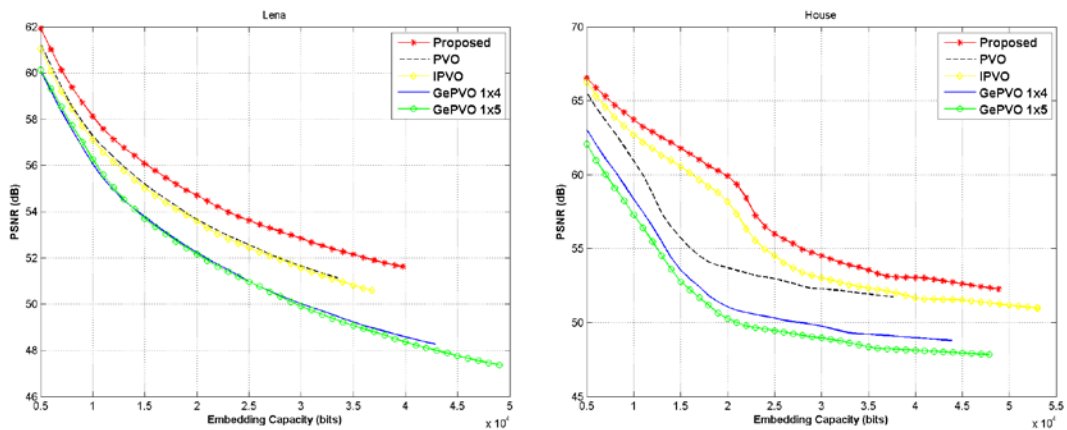 Lena
62
60
58
56
54
52
50
48
46
PSNR (dB)
Proposed
PVO
IPVO
GePVO 1x4
GePVO 1x5
0.5 1 1.5 2 2.5 3 3.5 4 4.5 5
Embedding Capacity (bits)
x 10⁴
House
70
65
60
55
50
45
PSNR (dB)
Proposed
PVO
IPVO
GePVO 1x4
GePVO 1x5
0.5 1 1.5 2 2.5 3 3.5 4 4.5 5 5.5
Embedding Capacity (bits)
x 10⁴